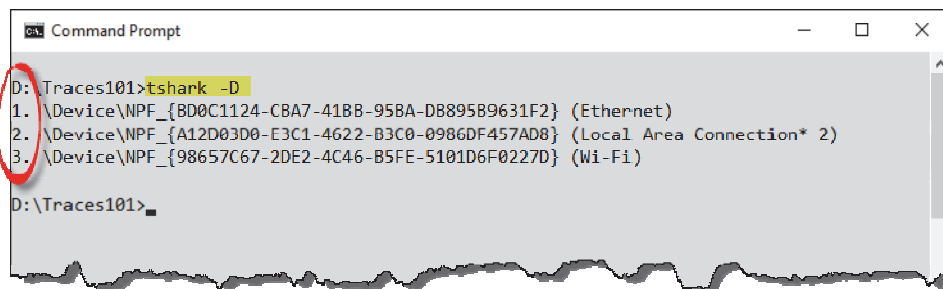 Command Prompt
D:\Traces101>tshark -D
1. \Device\NPF_{BD0C1124-CBA7-41BB-95BA-DB895B9631F2} (Ethernet)
2. \Device\NPF_{A12D03D0-E3C1-4622-B3C0-0986DF457AD8} (Local Area Connection* 2)
3. \Device\NPF_{98657C67-2DE2-4C46-B5FE-5101D6F0227D} (Wi-Fi)
D:\Traces101>